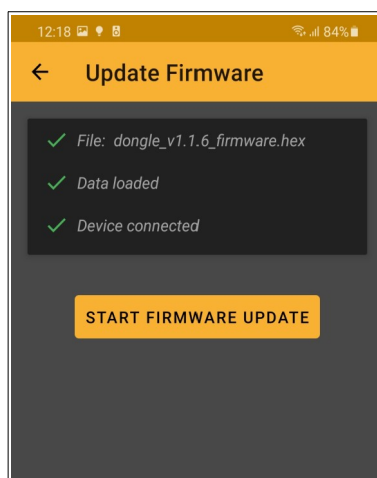 12:18 84%
Update Firmware
File: dongle_v1.1.6_firmware.hex
Data loaded
Device connected
START FIRMWARE UPDATE